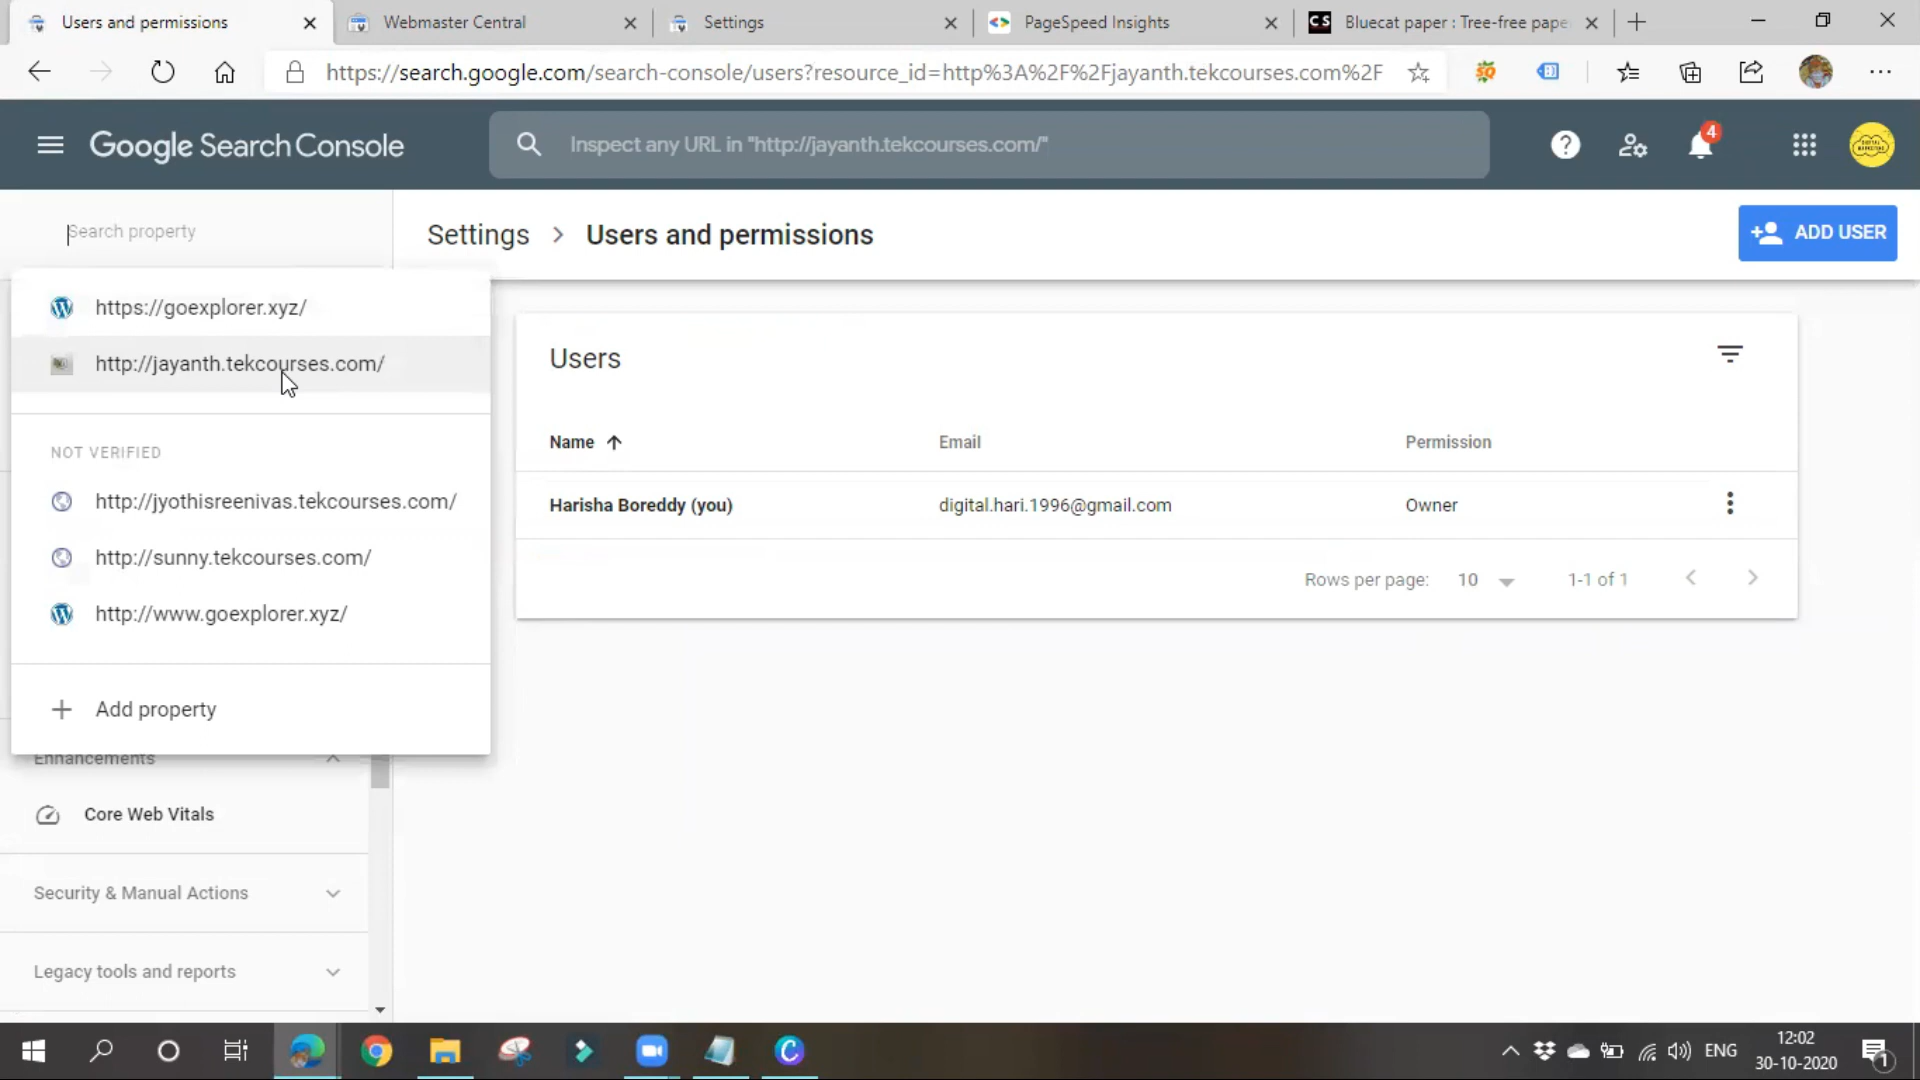 Users and permissions
Webmaster Central
Settings
PageSpeed Insights
CS Bluecat paper : Tree-free pape
https://search.google.com/search-console/users?resource_id=http%3A%2F%2Fjayanth.tekcourses.com%2F
Google Search Console
Inspect any URL in "http://jayanth.tekcourses.com/"
4
Search property
Settings > Users and permissions
ADD USER
https://goexplorer.xyz/
http://jayanth.tekcourses.com/
NOT VERIFIED
http://jyothisreenivas.tekcourses.com/
http://sunny.tekcourses.com/
http://www.goexplorer.xyz/
Add property
Enhancements
Core Web Vitals
Security & Manual Actions
Legacy tools and reports
Users
Name Email Permission
Harisha Boreddy (you) digital.hari.1996@gmail.com Owner
Rows per page: 10 1-1 of 1
ENG
12:02
30-10-2020
1